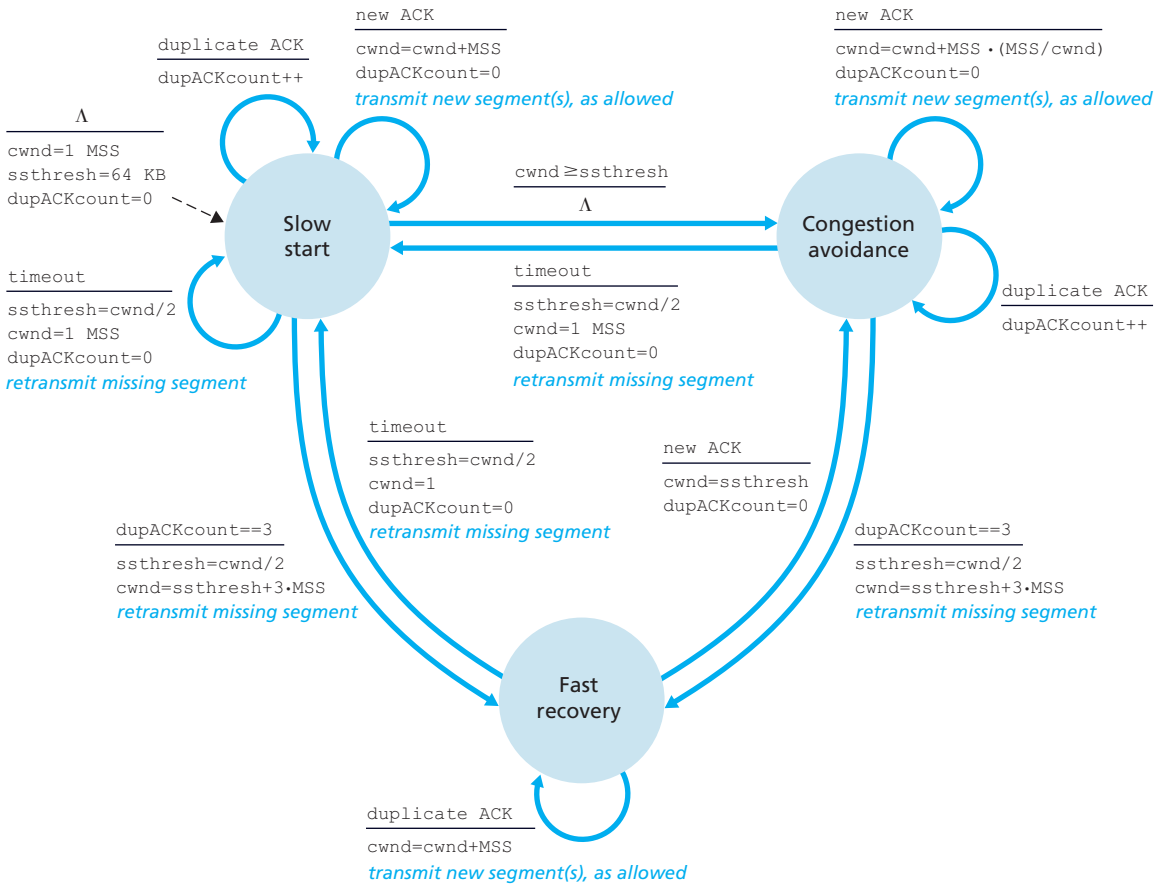 new ACK
cwnd=cwnd+MSS
dupACKcount=0
transmit new segment(s), as allowed
new ACK
cwnd=cwnd+MSS •(MSS/cwnd)
dupACKcount=0
transmit new segment(s), as allowed
duplicate ACK
dupACKcount++
Λ
cwnd=1 MSS
ssthresh=64 KB
dupACKcount=0
Slow
start
cwnd ≥ssthresh
Λ
Congestion
avoidance
timeout
ssthresh=cwnd/2
cwnd=1 MSS
dupACKcount=0
retransmit missing segment
timeout
ssthresh=cwnd/2
cwnd=1 MSS
dupACKcount=0
retransmit missing segment
duplicate ACK
dupACKcount++
timeout
ssthresh=cwnd/2
cwnd=1
dupACKcount=0
retransmit missing segment
new ACK
cwnd=ssthresh
dupACKcount=0
dupACKcount==3
ssthresh=cwnd/2
cwnd=ssthresh+3•MSS
retransmit missing segment
dupACKcount==3
ssthresh=cwnd/2
cwnd=ssthresh+3•MSS
retransmit missing segment
Fast
recovery
duplicate ACK
cwnd=cwnd+MSS
transmit new segment(s), as allowed